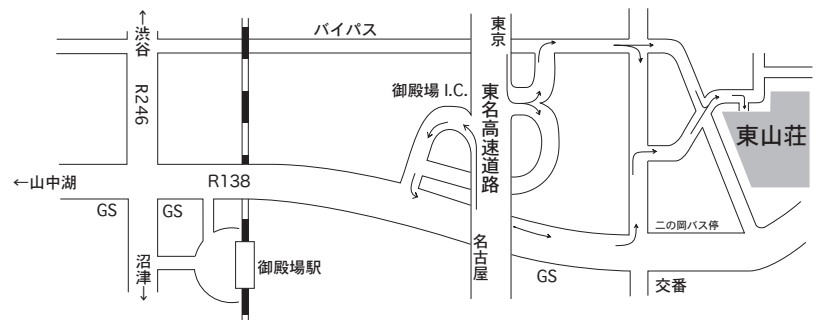 ←渋谷
バイパス
東京
R246
御殿場 I.C.
東名高速道路
東山荘
←山中湖
R138
GS
GS
二の岡バス停
沼津→
御殿場駅
名古屋
GS
交番